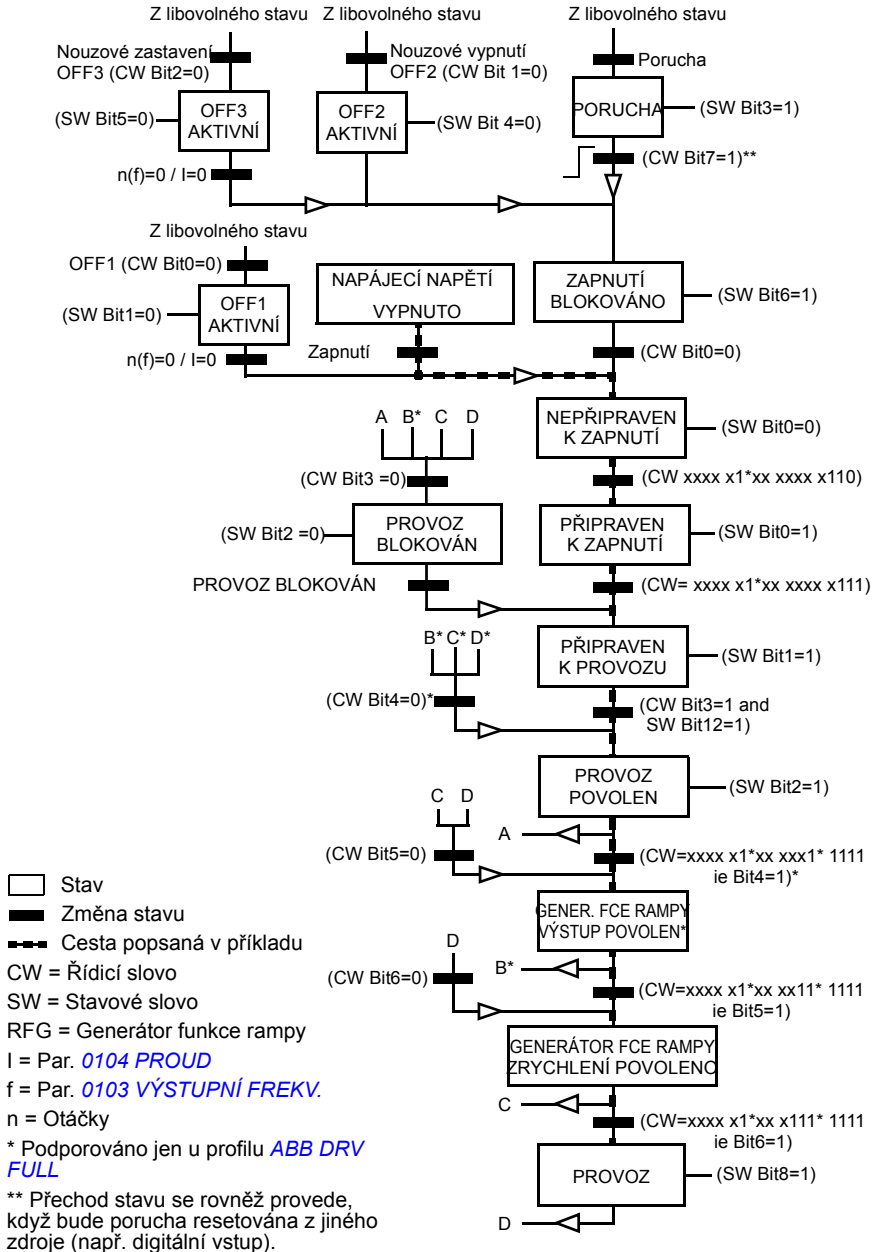 Z libovolného stavu
Z libovolného stavu
Z libovolného stavu
Nouzové zastavení
OFF3 (CW Bit2=0)
Nouzové vypnutí
OFF2 (CW Bit 1=0)
Porucha
(SW Bit5=0)
OFF3
AKTIVNÍ
OFF2
AKTIVNÍ
(SW Bit 4=0)
PORUCHA
(SW Bit3=1)
n(f)=0 / I=0
(CW Bit7=1)**
Z libovolného stavu
OFF1 (CW Bit0=0)
(SW Bit1=0)
OFF1
AKTIVNÍ
NAPÁJECÍ NAPĚTÍ
VYPNUTO
ZAPNUTÍ
BLOKOVÁNO
(SW Bit6=1)
n(f)=0 / I=0
Zapnutí
(CW Bit0=0)
A B* C D
NEPŘIPRAVEN
K ZAPNUTÍ
(SW Bit0=0)
(CW Bit3 =0)
(CW xxxx x1*xx xxxx x110)
(SW Bit2 =0)
PROVOZ
BLOKOVÁN
PŘIPRAVEN
K ZAPNUTÍ
(SW Bit0=1)
PROVOZ BLOKOVÁN
(CW= xxxx x1*xx xxxx x111)
B* C* D*
PŘIPRAVEN
K PROVOZU
(SW Bit1=1)
(CW Bit4=0)*
(CW Bit3=1 and
SW Bit12=1)
PROVOZ
POVOLEN
(SW Bit2=1)
C D
A
(CW Bit5=0)
(CW=xxxx x1*xx xxx1* 1111
ie Bit4=1)*
GENER. FCE RAMPY
VÝSTUP POVOLEN*
D
B*
(CW Bit6=0)
(CW=xxxx x1*xx xx11* 1111
ie Bit5=1)
GENERÁTOR FCE RAMPY
ZRYCHLENÍ POVOLENO
C
(CW=xxxx x1*xx x111* 1111
ie Bit6=1)
PROVOZ
(SW Bit8=1)
D
Stav
Změna stavu
Cesta popsaná v příkladu
CW = Řídicí slovo
SW = Stavové slovo
RFG = Generátor funkce rampy
I = Par. 0104 PROUD
f = Par. 0103 VÝSTUPNÍ FREKV.
n = Otáčky
* Podporováno jen u profilu ABB DRV
FULL
** Přechod stavu se rovněž provede,
když bude porucha resetována z jiného
zdroje (např. digitální vstup).